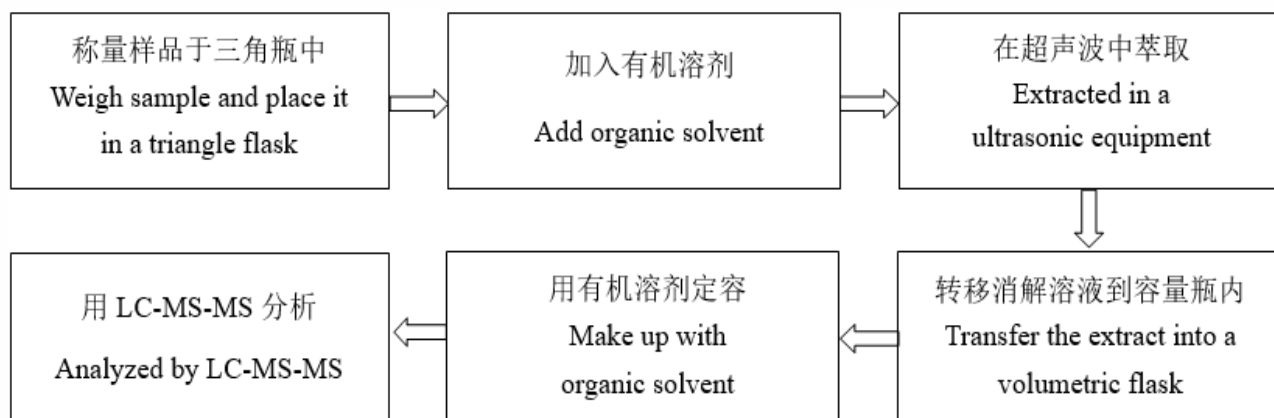 称量样品于三角瓶中
Weigh sample and place it
in a triangle flask
加入有机溶剂
Add organic solvent
在超声波中萃取
Extracted in a
ultrasonic equipment
转移消解溶液到容量瓶内
Transfer the extract into a
volumetric flask
用有机溶剂定容
Make up with
organic solvent
用 LC-MS-MS 分析
Analyzed by LC-MS-MS